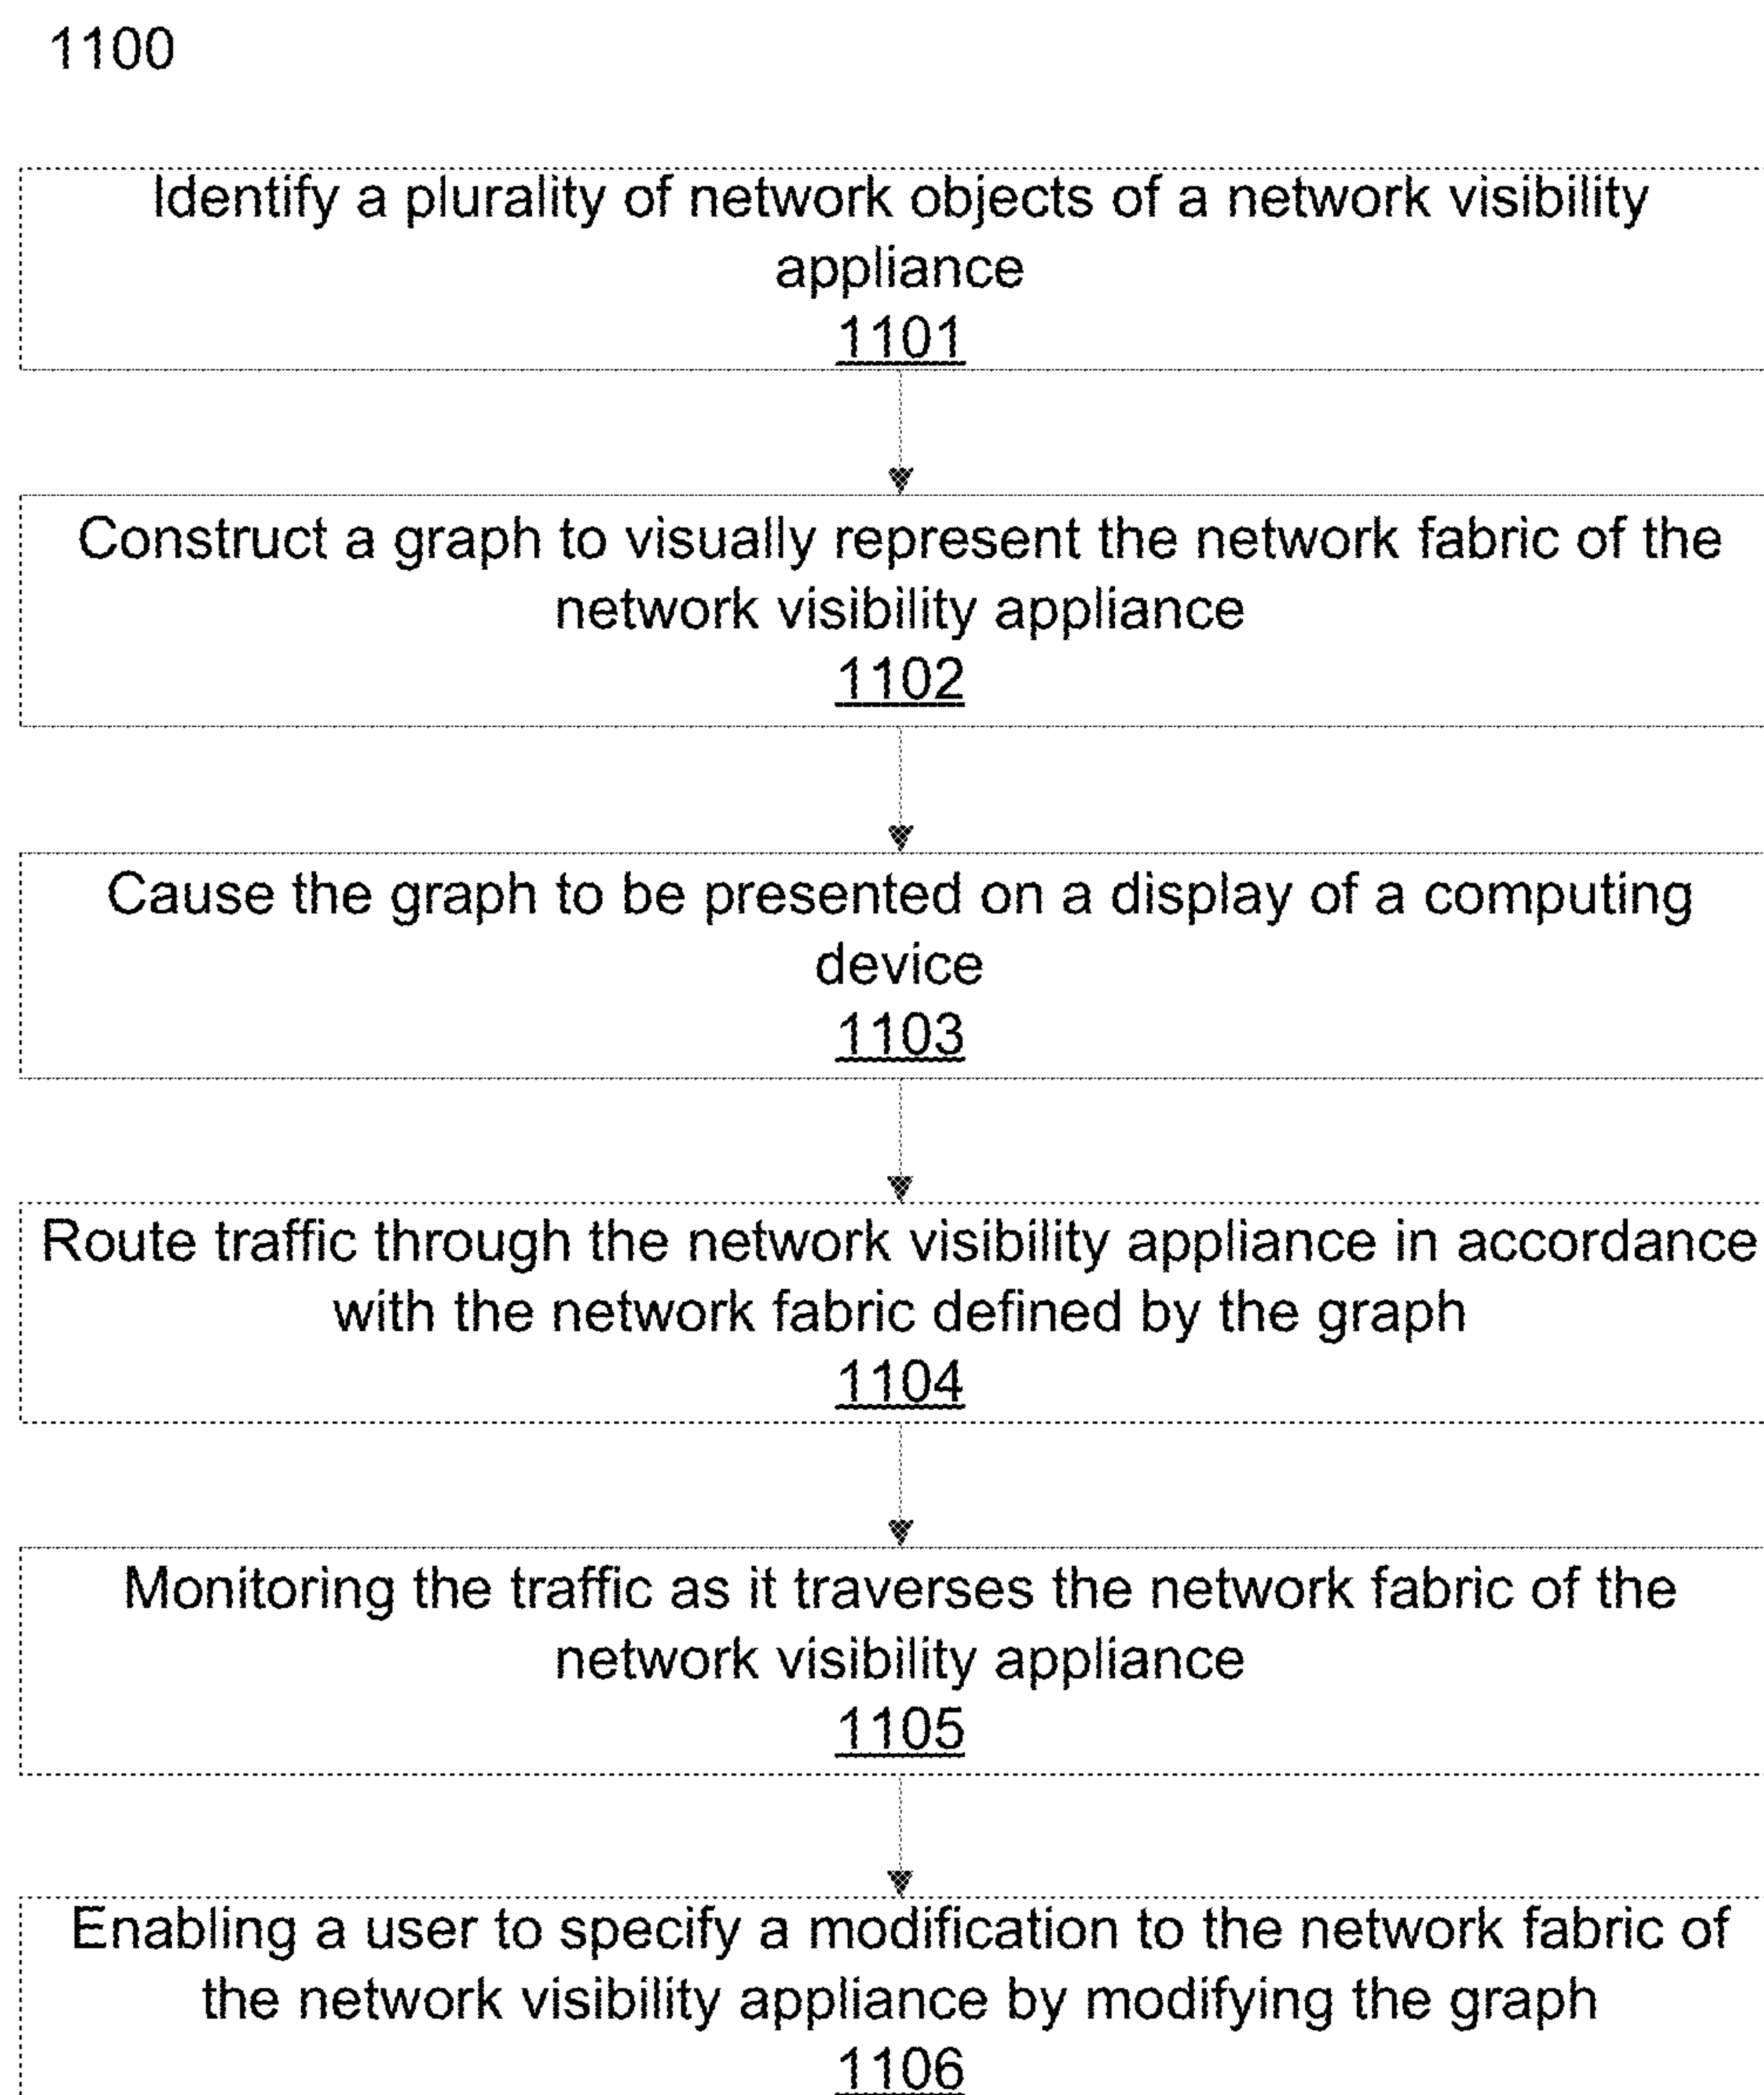 1100
Identify a plurality of network objects of a network visibility
appliance
1101
Construct a graph to visually represent the network fabric of the
network visibility appliance
1102
Cause the graph to be presented on a display of a computing
device
1103
Route traffic through the network visibility appliance in accordance
with the network fabric defined by the graph
1104
Monitoring the traffic as it traverses the network fabric of the
network visibility appliance
1105
Enabling a user to specify a modification to the network fabric of
the network visibility appliance by modifying the graph
1106